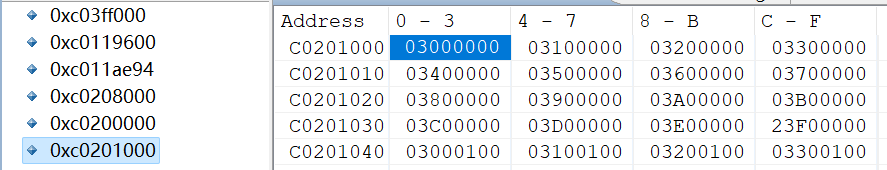 0xc03ff000
0xc0119600
0xc011ae94
0xc0208000
0xc0200000
0xc0201000
Address 0 - 3 4 - 7 8 - B C - F
C0201000 03000000 03100000 03200000 03300000
C0201010 03400000 03500000 03600000 03700000
C0201020 03800000 03900000 03A00000 03B00000
C0201030 03C00000 03D00000 03E00000 23F00000
C0201040 03000100 03100100 03200100 03300100